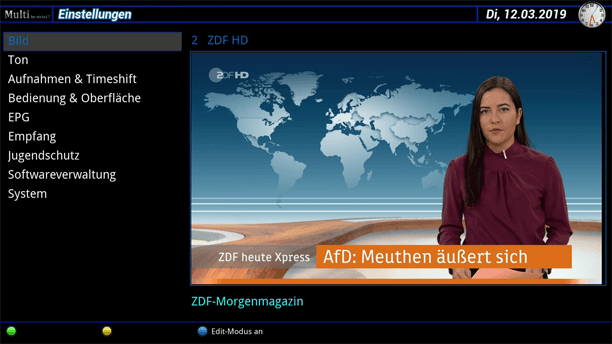 Multi
Einstellungen
Di, 12.03.2019
Bild
Ton
Aufnahmen & Timeshift
Bedienung & Oberfläche
EPG
Empfang
Jugendschutz
Softwareverwaltung
System
2 ZDF HD
ZDF HD
ZDF heute Xpress
AfD: Meuthen äußert sich
ZDF-Morgenmagazin
Edit-Modus an